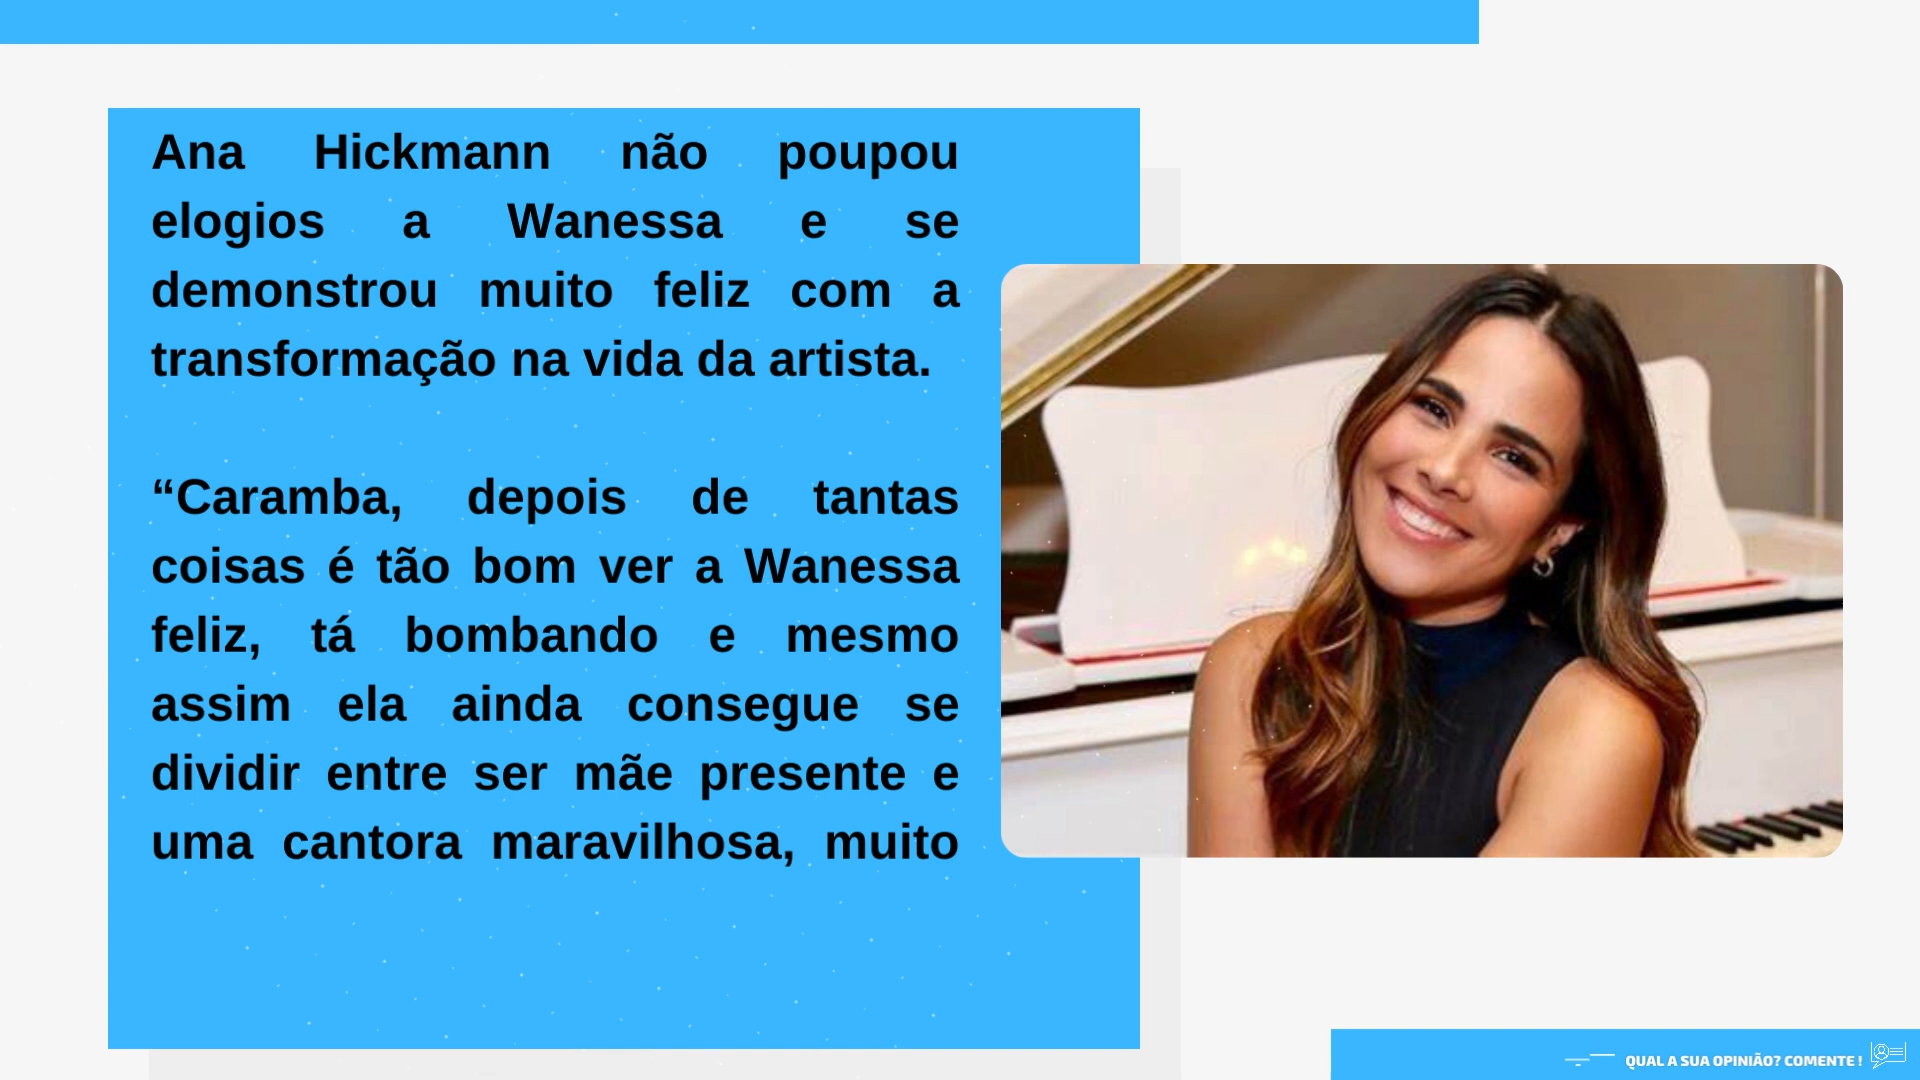 Ana Hickmann não poupou
elogios a Wanessa e se
demonstrou muito feliz com a
transformação na vida da artista.
“Caramba, depois de tantas
coisas é tão bom ver a Wanessa
feliz, tá bombando e mesmo
assim ela ainda consegue se
dividir entre ser mãe presente e
uma cantora maravilhosa, muito
QUAL A SUA OPINIÃO? COMENTE !